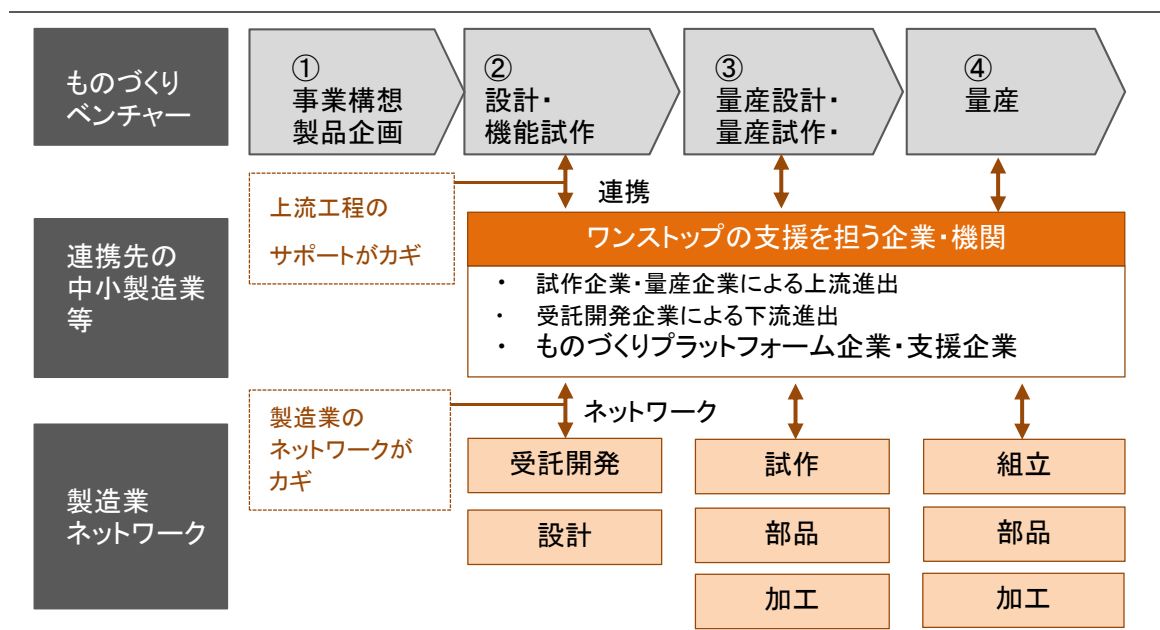 ものづくり
ベンチャー
①
事業構想
製品企画
②
設計・
機能試作
③
量産設計・
量産試作・
④
量産
上流工程の
サポートがカギ
連携
連携先の
中小製造業
等
ワンストップの支援を担う企業・機関
・ 試作企業・量産企業による上流進出
・ 受託開発企業による下流進出
・ ものづくりプラットフォーム企業・支援企業
製造業の
ネットワークが
カギ
ネットワーク
製造業
ネットワーク
受託開発
設計
試作
部品
加工
組立
部品
加工